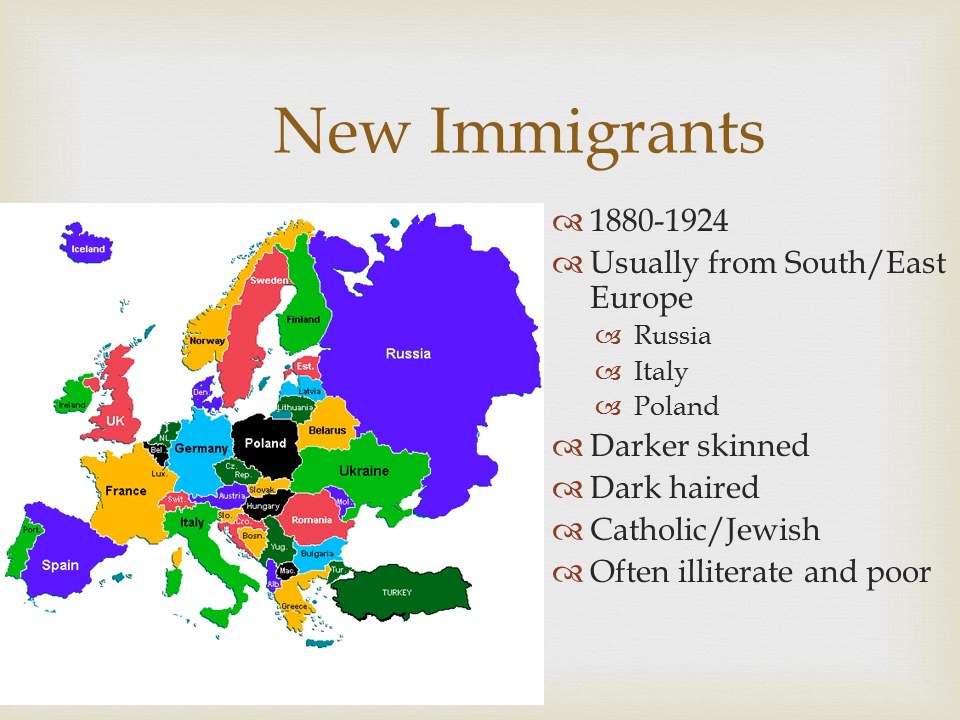 New Immigrants
1880-1924
Usually from South/East
Europe
Russia
Italy
Poland
Darker skinned
Dark haired
Catholic/Jewish
Often illiterate and poor
Iceland
Sweden
Finland
Norway
Russia
Est.
Latvia
Den.
Lithuania
Ireland
UK
NL
Belarus
Poland
Germany
Bel.
Cz.
Rep.
Ukraine
Lux.
Slovak.
France
Austria
Mol.
Swit.
Hungary
Slo.
Romania
Italy
Cro.
Port.
Bosn.
Yug.
Bulgaria
Spain
Mac.
Tur.
Alb.
TURKEY
Greece